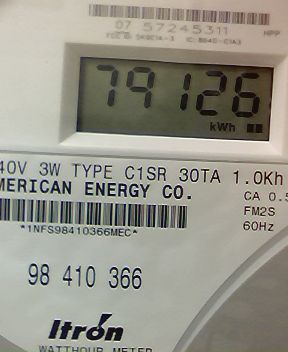 07 57245311
HPP
79126
kWh
40V 3W TYPE C1SR 30TA 1.0Kh
MERICAN ENERGY CO.
CA 0.5
FM2S
60Hz
*1NFS98410366MEC*
98 410 366
Itron
WATTHOUR METER